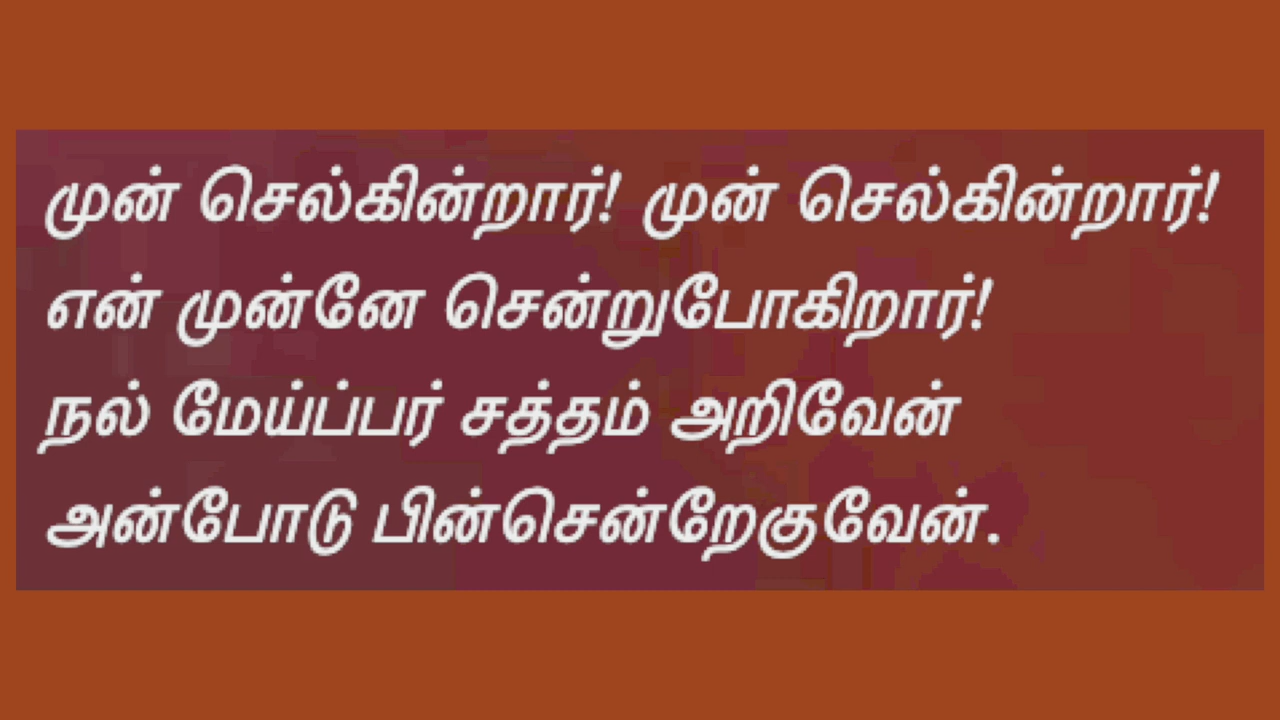 முன் செல்கின்றார்! முன் செல்கின்றார்!
என் முன்னே சென்றுபோகிறார்!
நல் மேய்ப்பர் சத்தம் அறிவேன்
அன்போடு பின்சென்றேகுவேன்.